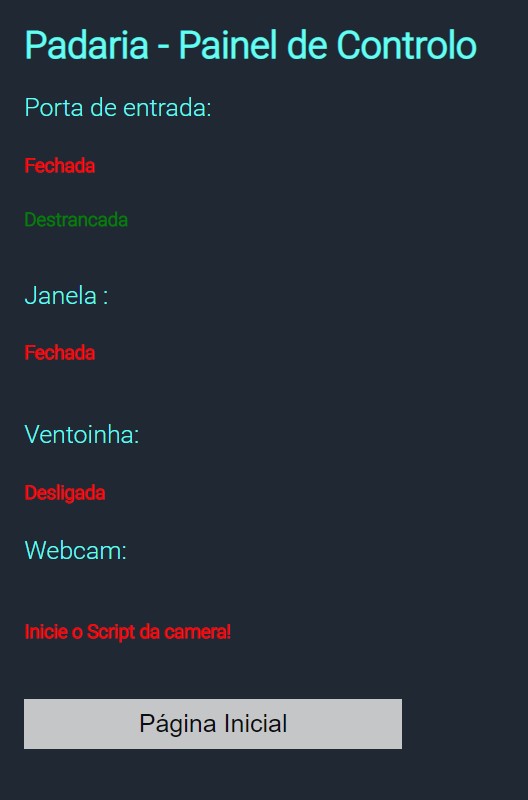 Padaria - Painel de Controlo
Porta de entrada:
Fechada
Destrancada
Janela :
Fechada
Ventoinha:
Desligada
Webcam:
Inicie o Script da camera!
Página Inicial